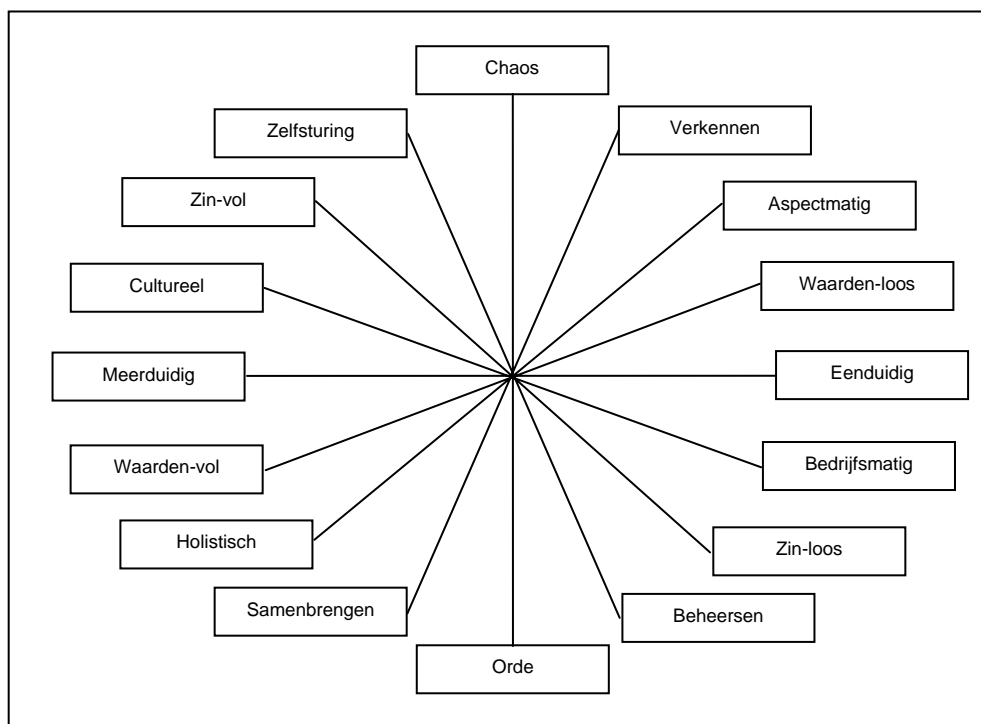 Chaos
Zelfsturing
Verkennen
Zin-vol
Aspectmatig
Cultureel
Waarden-loos
Meerduidig
Eenduidig
Waarden-vol
Bedrijfsmatig
Holistisch
Zin-loos
Samenbrengen
Beheersen
Orde